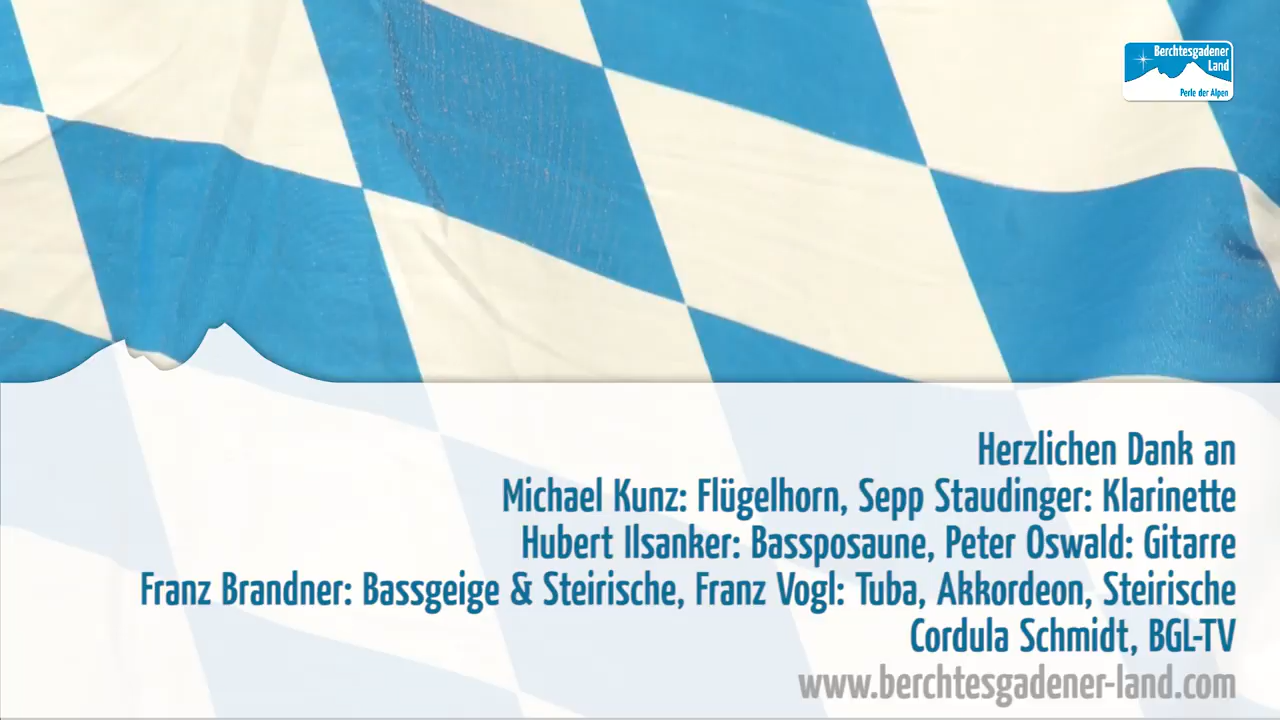 Berchtesgadener
Land
Perle der Alpen
Herzlichen Dank an
Michael Kunz: Flügelhorn, Sepp Staudinger: Klarinette
Hubert Ilsanker: Bassposaune, Peter Oswald: Gitarre
Franz Brandner: Bassgeige & Steirische, Franz Vogl: Tuba, Akkordeon, Steirische
Cordula Schmidt, BGL-TV
www.berchtesgadener-land.com